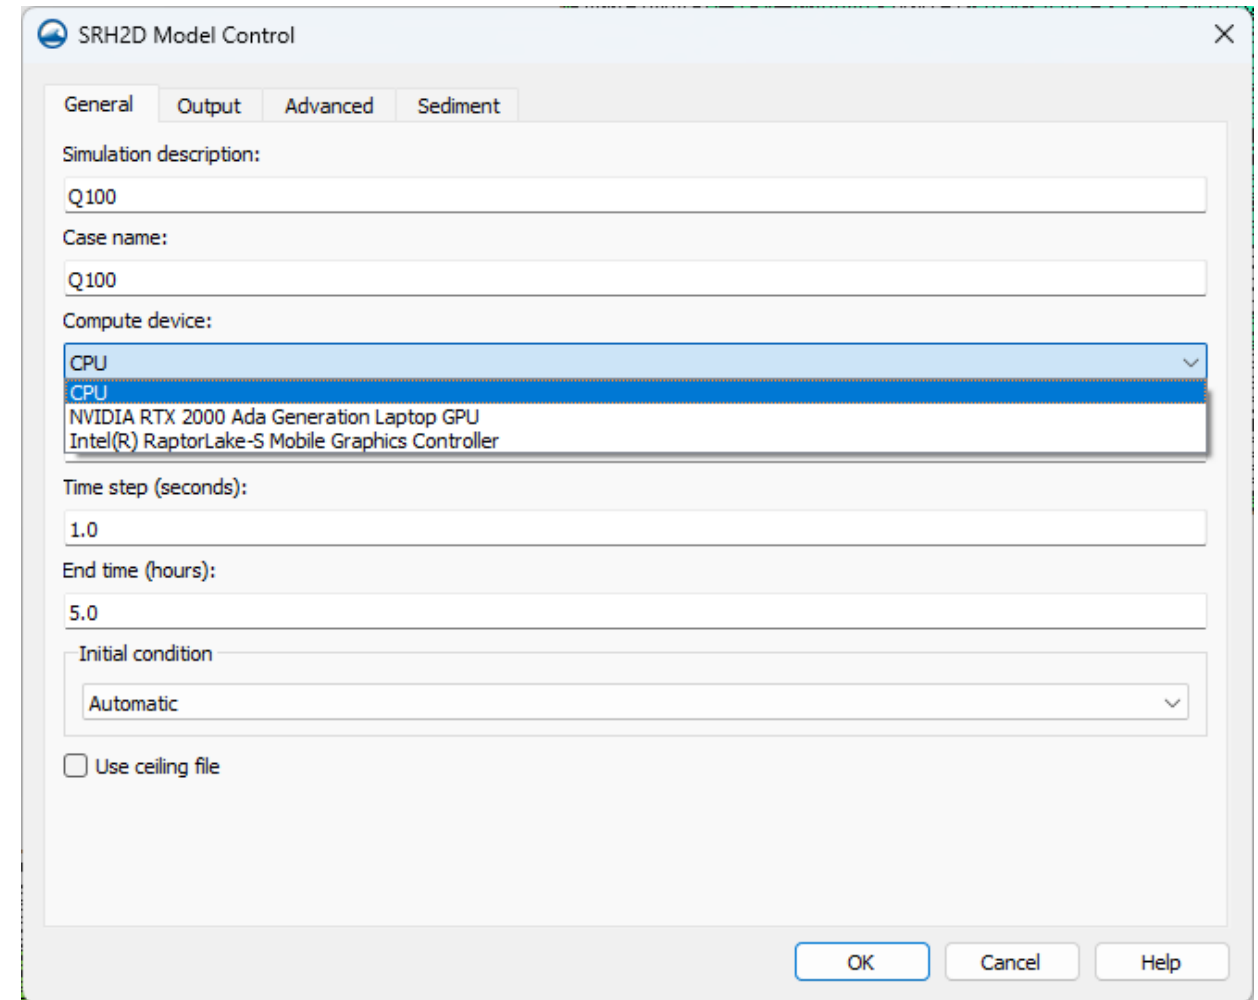 SRH2D Model Control
General Output Advanced Sediment
Simulation description:
Q100
Case name:
Q100
Compute device:
CPU
CPU
NVIDIA RTX 2000 Ada Generation Laptop GPU
Intel(R) RaptorLake-S Mobile Graphics Controller
Time step (seconds):
1.0
End time (hours):
5.0
Initial condition
Automatic
Use ceiling file
OK Cancel Help